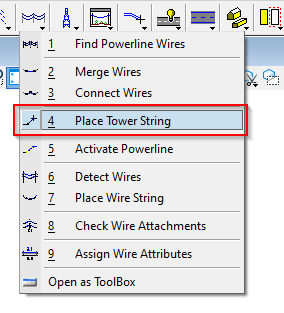 1 Find Powerline Wires
2 Merge Wires
3 Connect Wires
4 Place Tower String
5 Activate Powerline
6 Detect Wires
7 Place Wire String
8 Check Wire Attachments
9 Assign Wire Attributes
Open as ToolBox